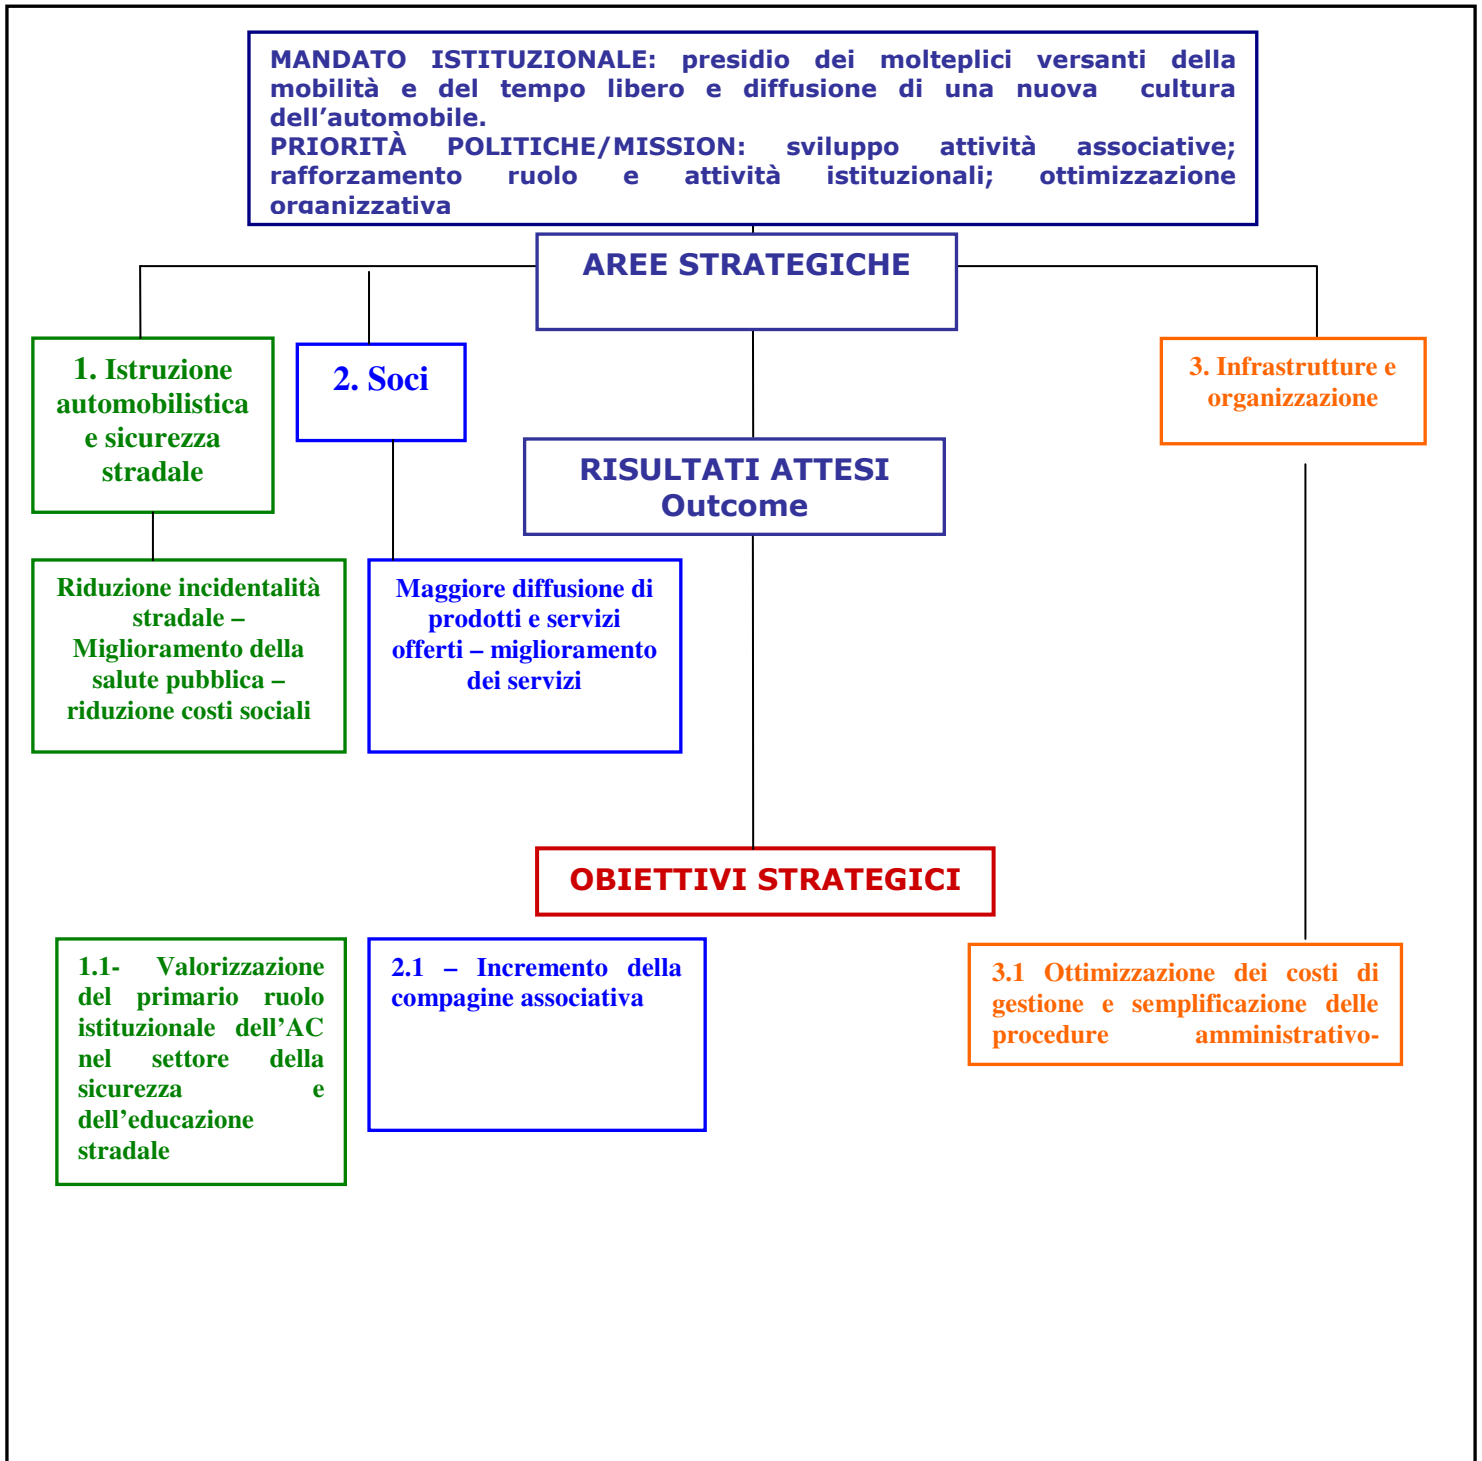 MANDATO ISTITUZIONALE: presidio dei molteplici versanti della
mobilità e del tempo libero e diffusione di una nuova cultura
dell’automobile.
PRIORITÀ POLITICHE/MISSION: sviluppo attività associative;
rafforzamento ruolo e attività istituzionali; ottimizzazione
organizzativa
AREE STRATEGICHE
1. Istruzione
automobilistica
e sicurezza
stradale
2. Soci
3. Infrastrutture e
organizzazione
RISULTATI ATTESI
Outcome
Riduzione incidentalità
stradale –
Miglioramento della
salute pubblica –
riduzione costi sociali
Maggiore diffusione di
prodotti e servizi
offerti – miglioramento
dei servizi
OBIETTIVI STRATEGICI
1.1- Valorizzazione
del primario ruolo
istituzionale dell’AC
nel settore della
sicurezza e
dell’educazione
stradale
2.1 – Incremento della
compagine associativa
3.1 Ottimizzazione dei costi di
gestione e semplificazione delle
procedure amministrativo-